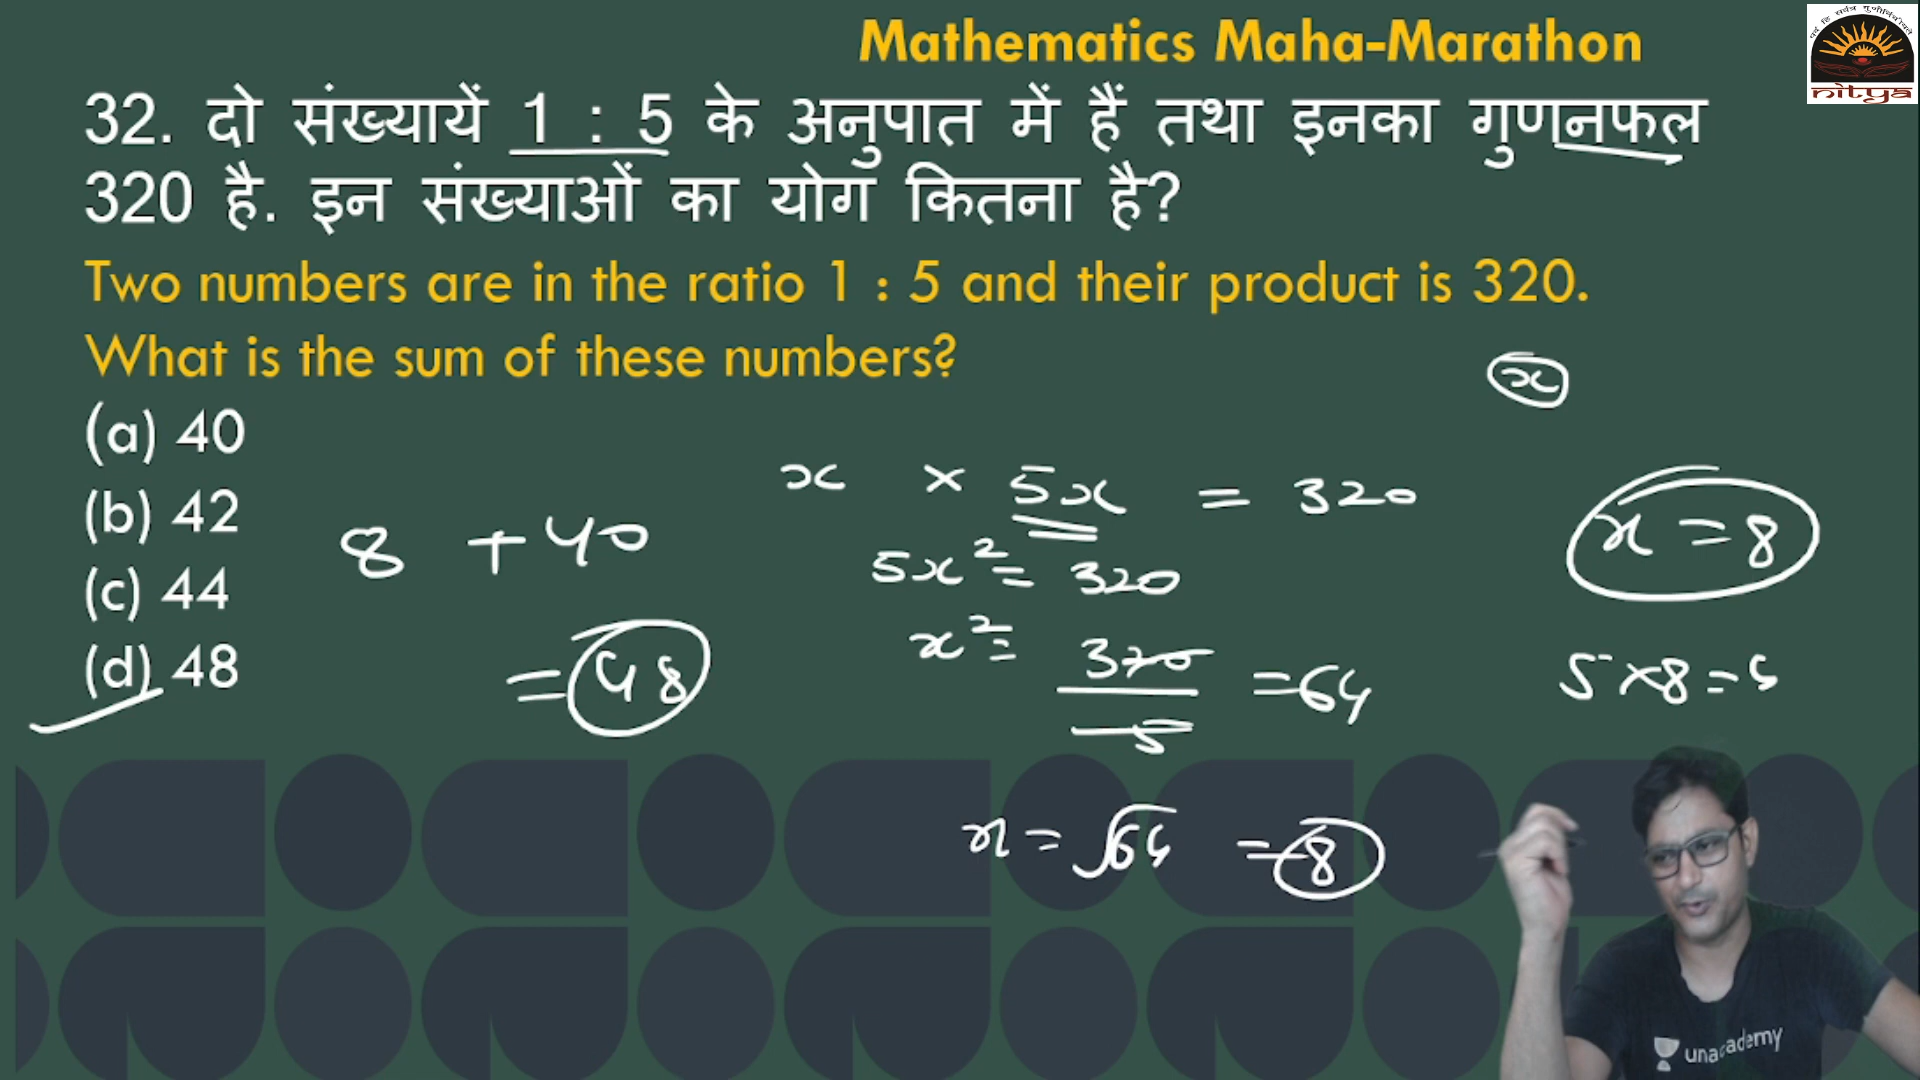 Mathematics Maha-Marathon
32. दो संख्यायें 1 : 5 के अनुपात में हैं तथा इनका गुणनफल
320 है. इन संख्याओं का योग कितना है?
Two numbers are in the ratio 1 : 5 and their product is 320.
What is the sum of these numbers?
(a) 40
(b) 42
(c) 44
(d) 48
8 + 40
= 48
x
x × 5x = 320
5x² = 320
x² = 320/5 = 64
x = √64 = 8
x = 8
5 × 8 =
nitya
unacademy